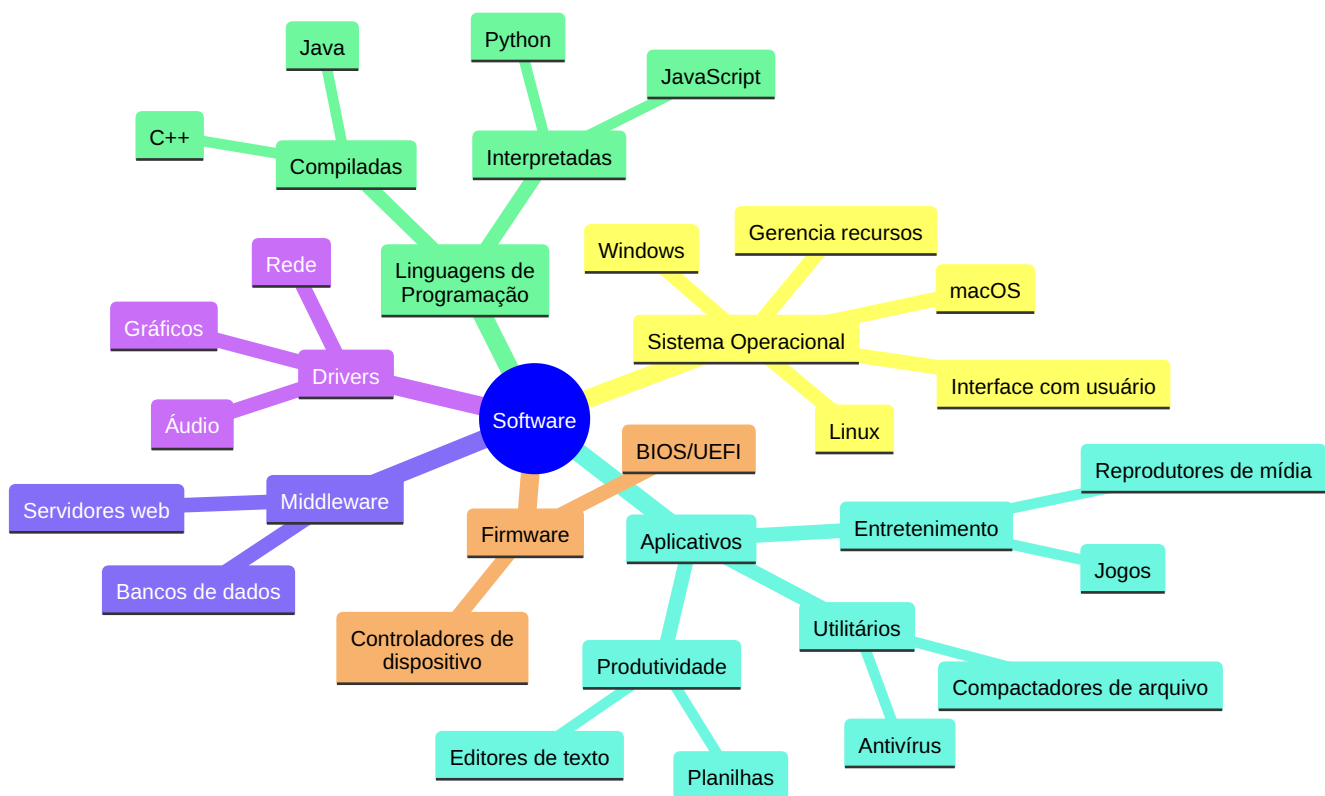 Python
Java
JavaScript
C++
Compiladas
Interpretadas
Rede
Linguagens de
Programação
Windows
Gerencia recursos
macOS
Gráficos
Drivers
Sistema Operacional
Interface com usuário
Áudio
Software
Linux
BIOS/UEFI
Servidores web
Middleware
Firmware
Aplicativos
Entretenimento
Reprodutores de mídia
Jogos
Bancos de dados
Controladores de
dispositivo
Produtividade
Utilitários
Compactadores de arquivo
Editores de texto
Planilhas
Antivírus